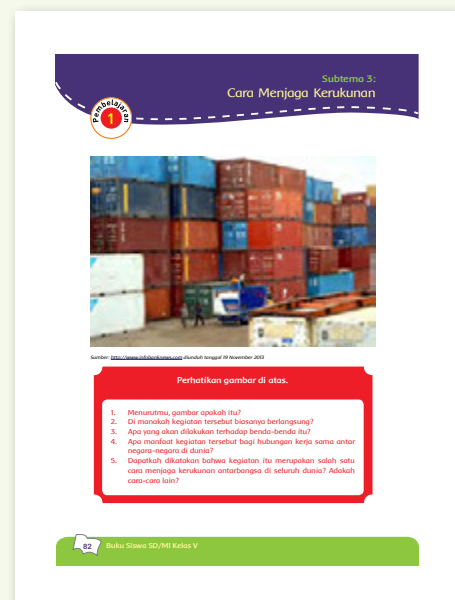 Subtema 3:
Cara Menjaga Kerukunan
Pembelajaran
1
Sumber: http://www.infobanknews.com diunduh tanggal 19 November 2013
Perhatikan gambar di atas.
1. Menurutmu, gambar apakah itu?
2. Di manakah kegiatan tersebut biasanya berlangsung?
3. Apa yang akan dilakukan terhadap benda-benda itu?
4. Apa manfaat kegiatan tersebut bagi hubungan kerja sama antar
negara-negara di dunia?
5. Dapatkah dikatakan bahwa kegiatan itu merupakan salah satu
cara menjaga kerukunan antarbangsa di seluruh dunia? Adakah
cara-cara lain?
82 Buku Siswa SD/MI Kelas V